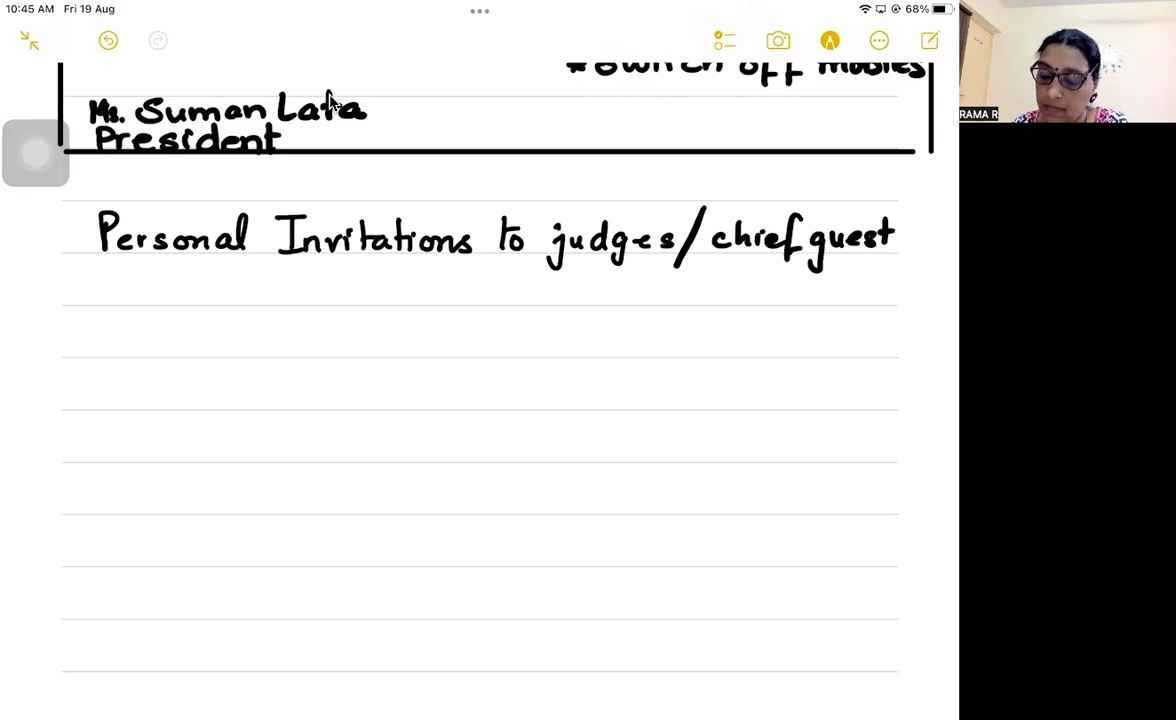 10:45 AM Fri 19 Aug
68%
* Switch off mobiles
Ms. Suman Lata
President
Personal Invitations to judges/chief guest
RAMA R